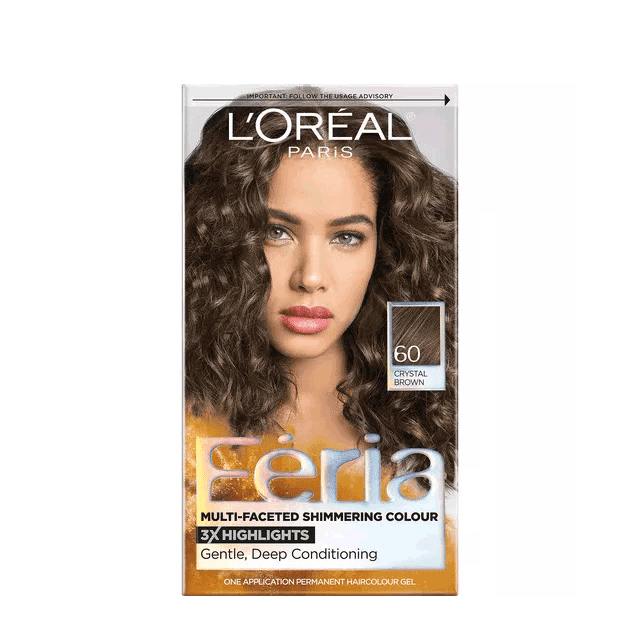 IMPORTANT: FOLLOW THE USAGE ADVISORY
L'ORÉAL®
PARiS
60
CRYSTAL
BROWN
Féria
MULTI-FACETED SHIMMERING COLOUR
3X HIGHLIGHTS
Gentle, Deep Conditioning
ONE APPLICATION PERMANENT HAIRCOLOUR GEL